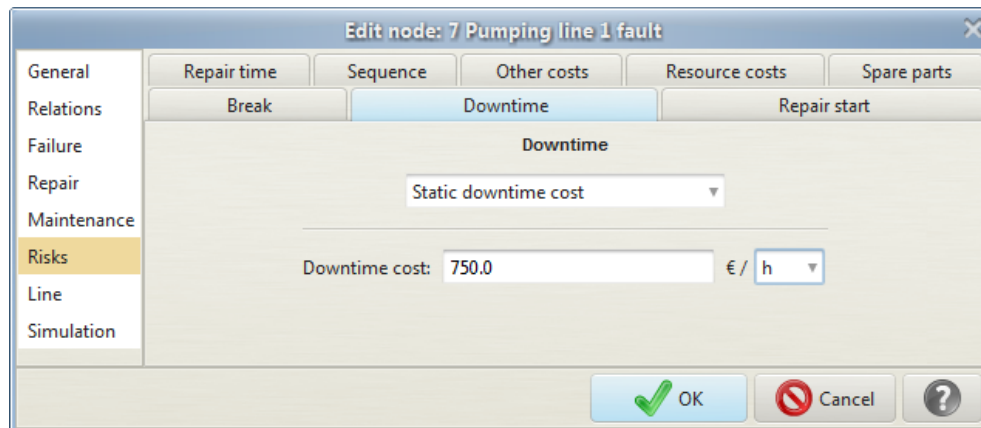 Edit node: 7 Pumping line 1 fault
General
Relations
Failure
Repair
Maintenance
Risks
Line
Simulation
Repair time Sequence Other costs Resource costs Spare parts
Break Downtime Repair start
Downtime
Static downtime cost
Downtime cost: 750.0 € / h
OK Cancel ?